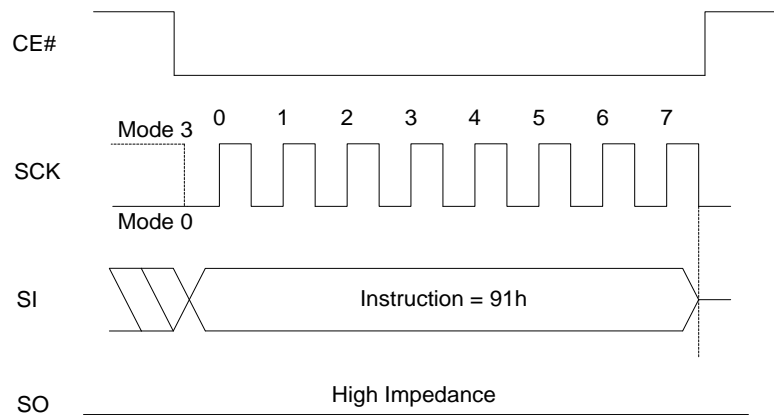 CE#
0 1 2 3 4 5 6 7
Mode 3
SCK
Mode 0
SI
Instruction = 91h
SO
High Impedance